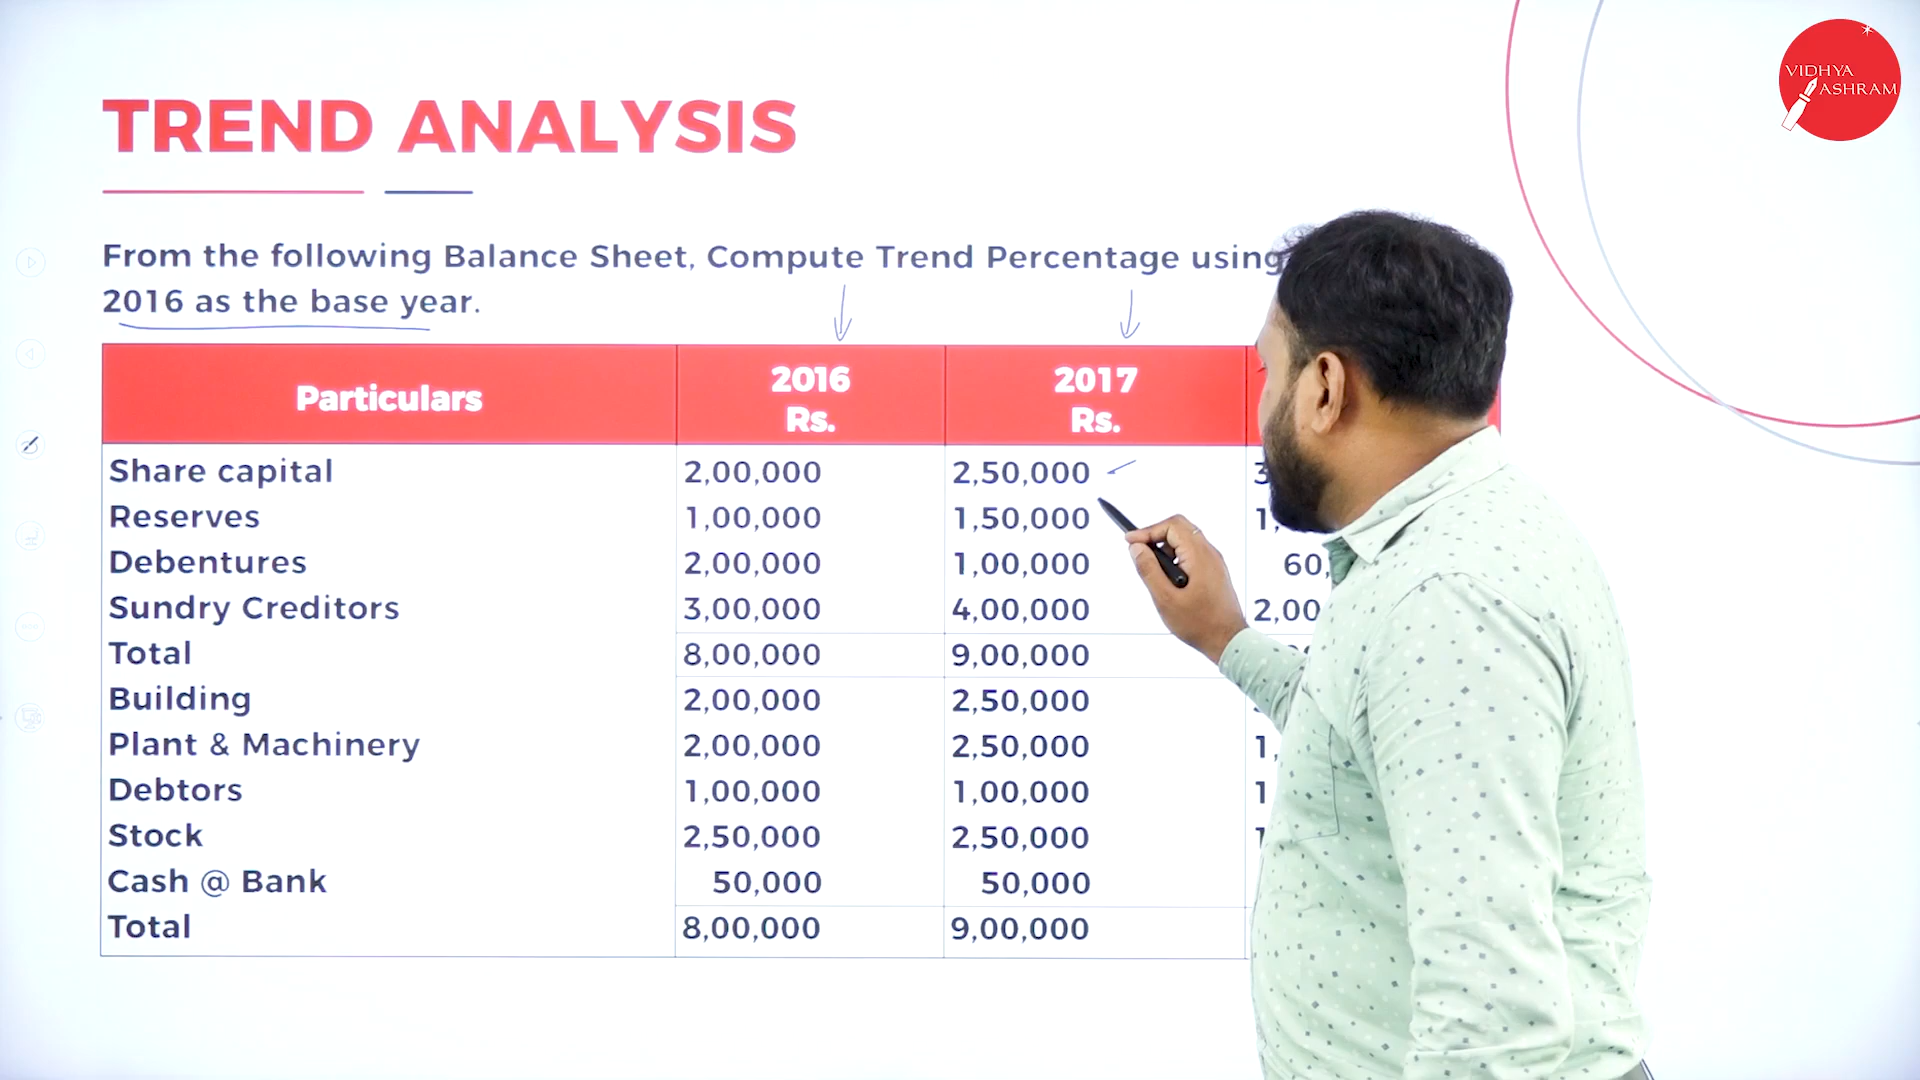 VIDHYA
ASHRAM
TREND ANALYSIS
From the following Balance Sheet, Compute Trend Percentage using
2016 as the base year.
Particulars 2016 Rs. 2017 Rs.
Share capital 2,00,000 2,50,000
Reserves 1,00,000 1,50,000
Debentures 2,00,000 1,00,000
Sundry Creditors 3,00,000 4,00,000
Total 8,00,000 9,00,000
Building 2,00,000 2,50,000
Plant & Machinery 2,00,000 2,50,000
Debtors 1,00,000 1,00,000
Stock 2,50,000 2,50,000
Cash @ Bank 50,000 50,000
Total 8,00,000 9,00,000